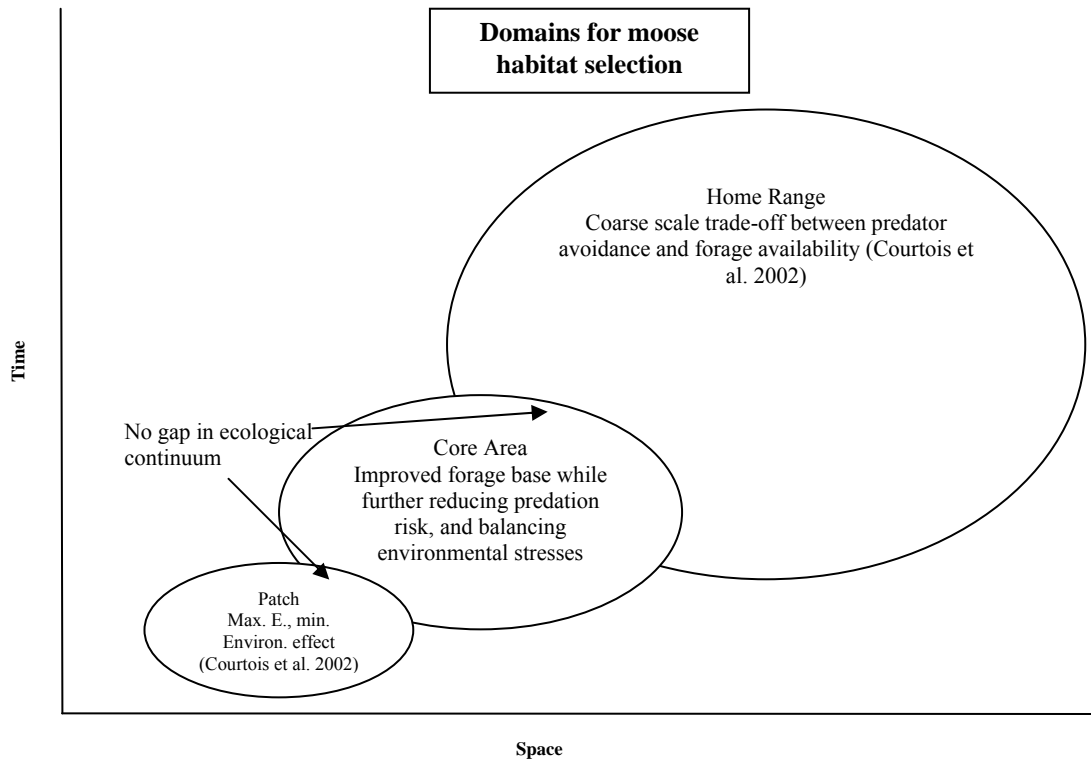 Domains for moose
habitat selection
Home Range
Coarse scale trade-off between predator
avoidance and forage availability (Courtois et
al. 2002)
Time
No gap in ecological
continuum
Core Area
Improved forage base while
further reducing predation
risk, and balancing
environmental stresses
Patch
Max. E., min.
Environ. effect
(Courtois et al. 2002)
Space